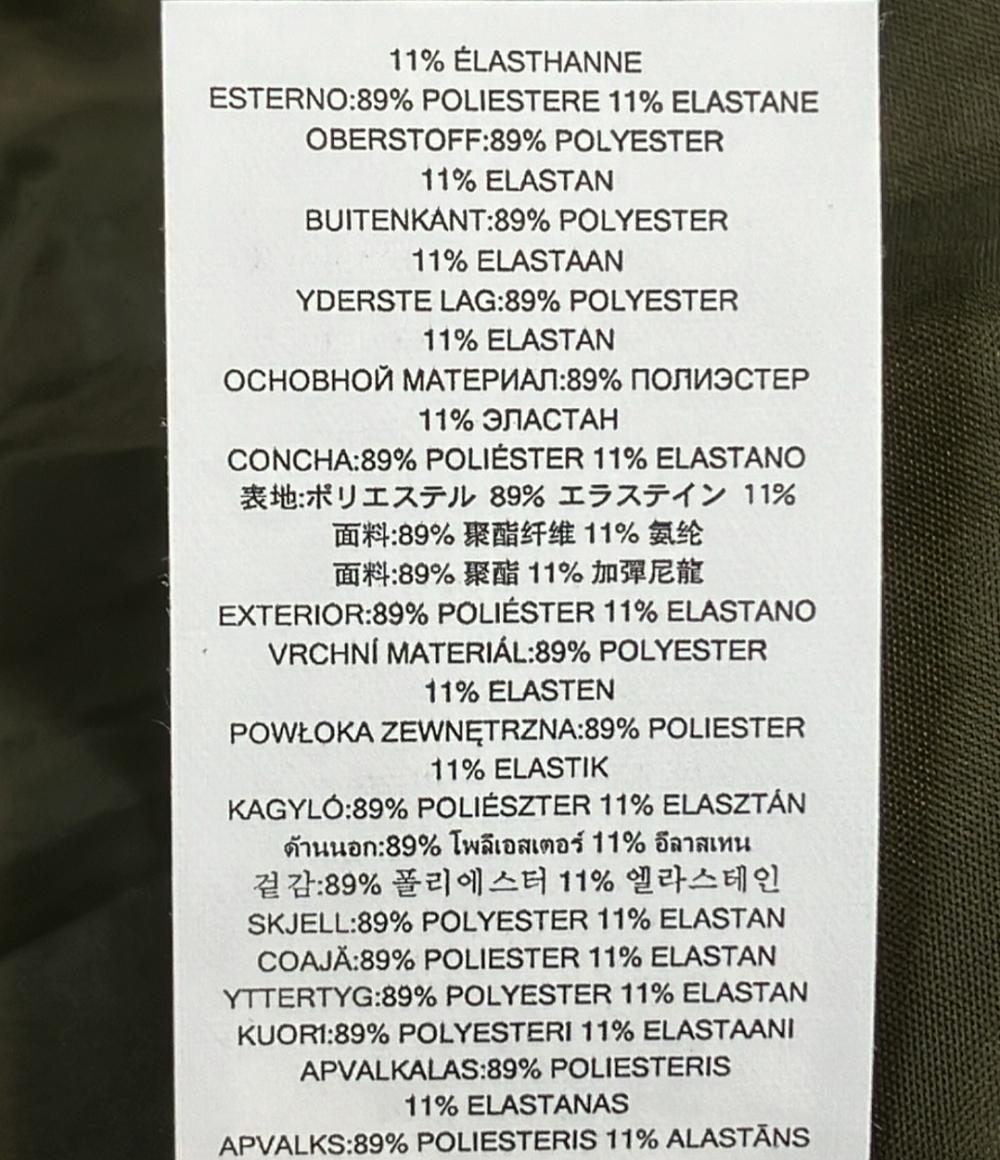 11% ÉLASTHANNE
ESTERNO:89% POLIESTERE 11% ELASTANE
OBERSTOFF:89% POLYESTER
11% ELASTAN
BUITENKANT:89% POLYESTER
11% ELASTAAN
YDERSTE LAG:89% POLYESTER
11% ELASTAN
ОСНОВНОЙ МАТЕРИАЛ:89% ПОЛИЭСТЕР
11% ЭЛАСТАН
CONCHA:89% POLIÉSTER 11% ELASTANO
表地:ポリエステル 89% エラステイン 11%
面料:89% 聚酯纤维 11% 氨纶
面料:89% 聚酯 11% 加彈尼龍
EXTERIOR:89% POLIÉSTER 11% ELASTANO
VRCHNÍ MATERIÁL:89% POLYESTER
11% ELASTEN
POWŁOKA ZEWNĘTRZNA:89% POLIESTER
11% ELASTIK
KAGYLÓ:89% POLIÉSZTER 11% ELASZTÁN
ด้านนอก:89% โพลิเอสเตอร์ 11% อีลาสเทน
겉감:89% 폴리에스터 11% 엘라스테인
SKJELL:89% POLYESTER 11% ELASTAN
COAJĂ:89% POLIESTER 11% ELASTAN
YTTERTYG:89% POLYESTER 11% ELASTAN
KUORI:89% POLYESTERI 11% ELASTAANI
APVALKALAS:89% POLIESTERIS
11% ELASTANAS
APVALKS:89% POLIESTERIS 11% ALASTĀNS